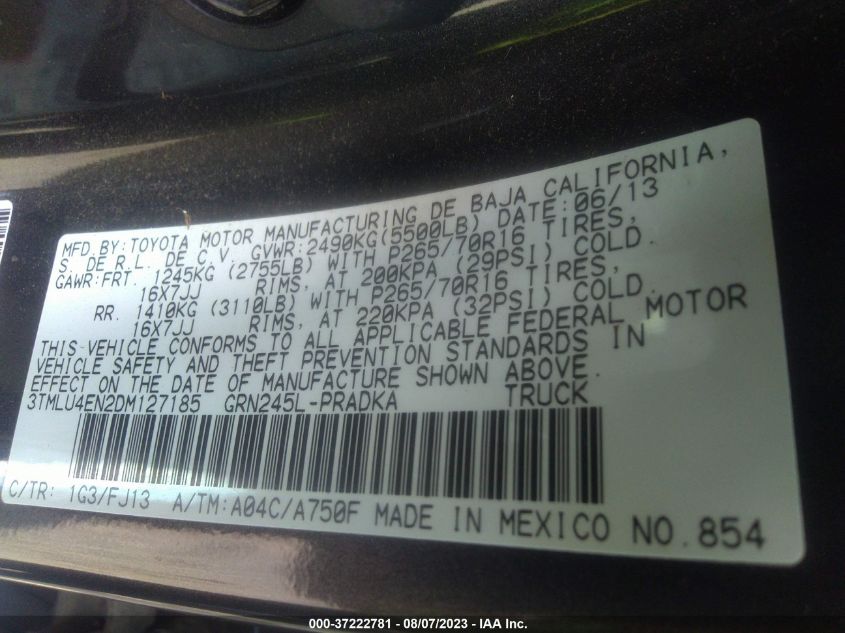 MFD.BY:TOYOTA MOTOR MANUFACTURING DE BAJA CALIFORNIA,
S. DE R.L. DE C.V. GVWR:2490KG(5500LB) DATE:06/13
GAWR:FRT. 1245KG (2755LB) WITH P265/70R16 TIRES,
16X7JJ RIMS, AT 200KPA (29PSI) COLD.
RR. 1410KG (3110LB) WITH P265/70R16 TIRES,
16X7JJ RIMS, AT 220KPA (32PSI) COLD.
THIS VEHICLE CONFORMS TO ALL APPLICABLE FEDERAL MOTOR
VEHICLE SAFETY AND THEFT PREVENTION STANDARDS IN
EFFECT ON THE DATE OF MANUFACTURE SHOWN ABOVE.
3TMLU4EN2DM127185 GRN245L-PRADKA TRUCK
C/TR: 1G3/FJ13 A/TM:A04C/A750F MADE IN MEXICO NO.854
000-37222781 - 08/07/2023 - IAA Inc.